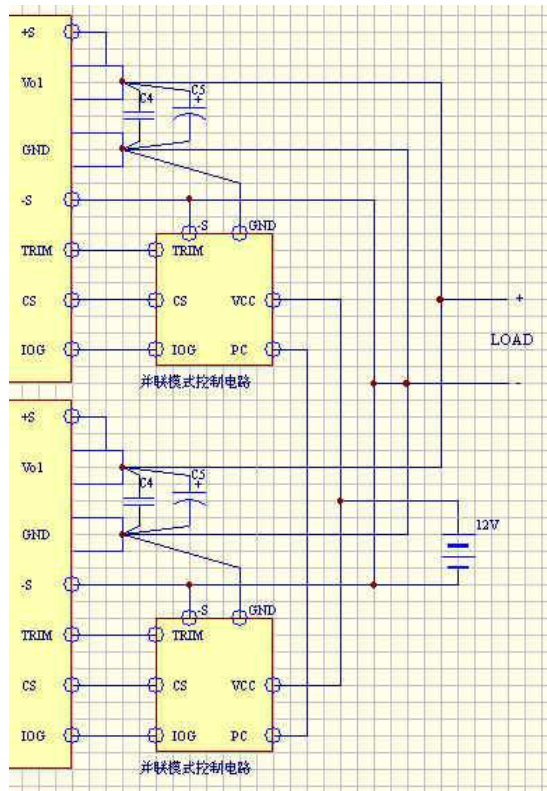 +S
Vo1
C4
C5
+
GND
-S
-S
GND
TRIM
TRIM
CS
CS
VCC
+
LOAD
IOG
IOG
PC
-
并联模式控制电路
+S
Vo1
C4
C5
+
GND
12V
-S
-S
GND
TRIM
TRIM
CS
CS
VCC
IOG
IOG
PC
并联模式控制电路